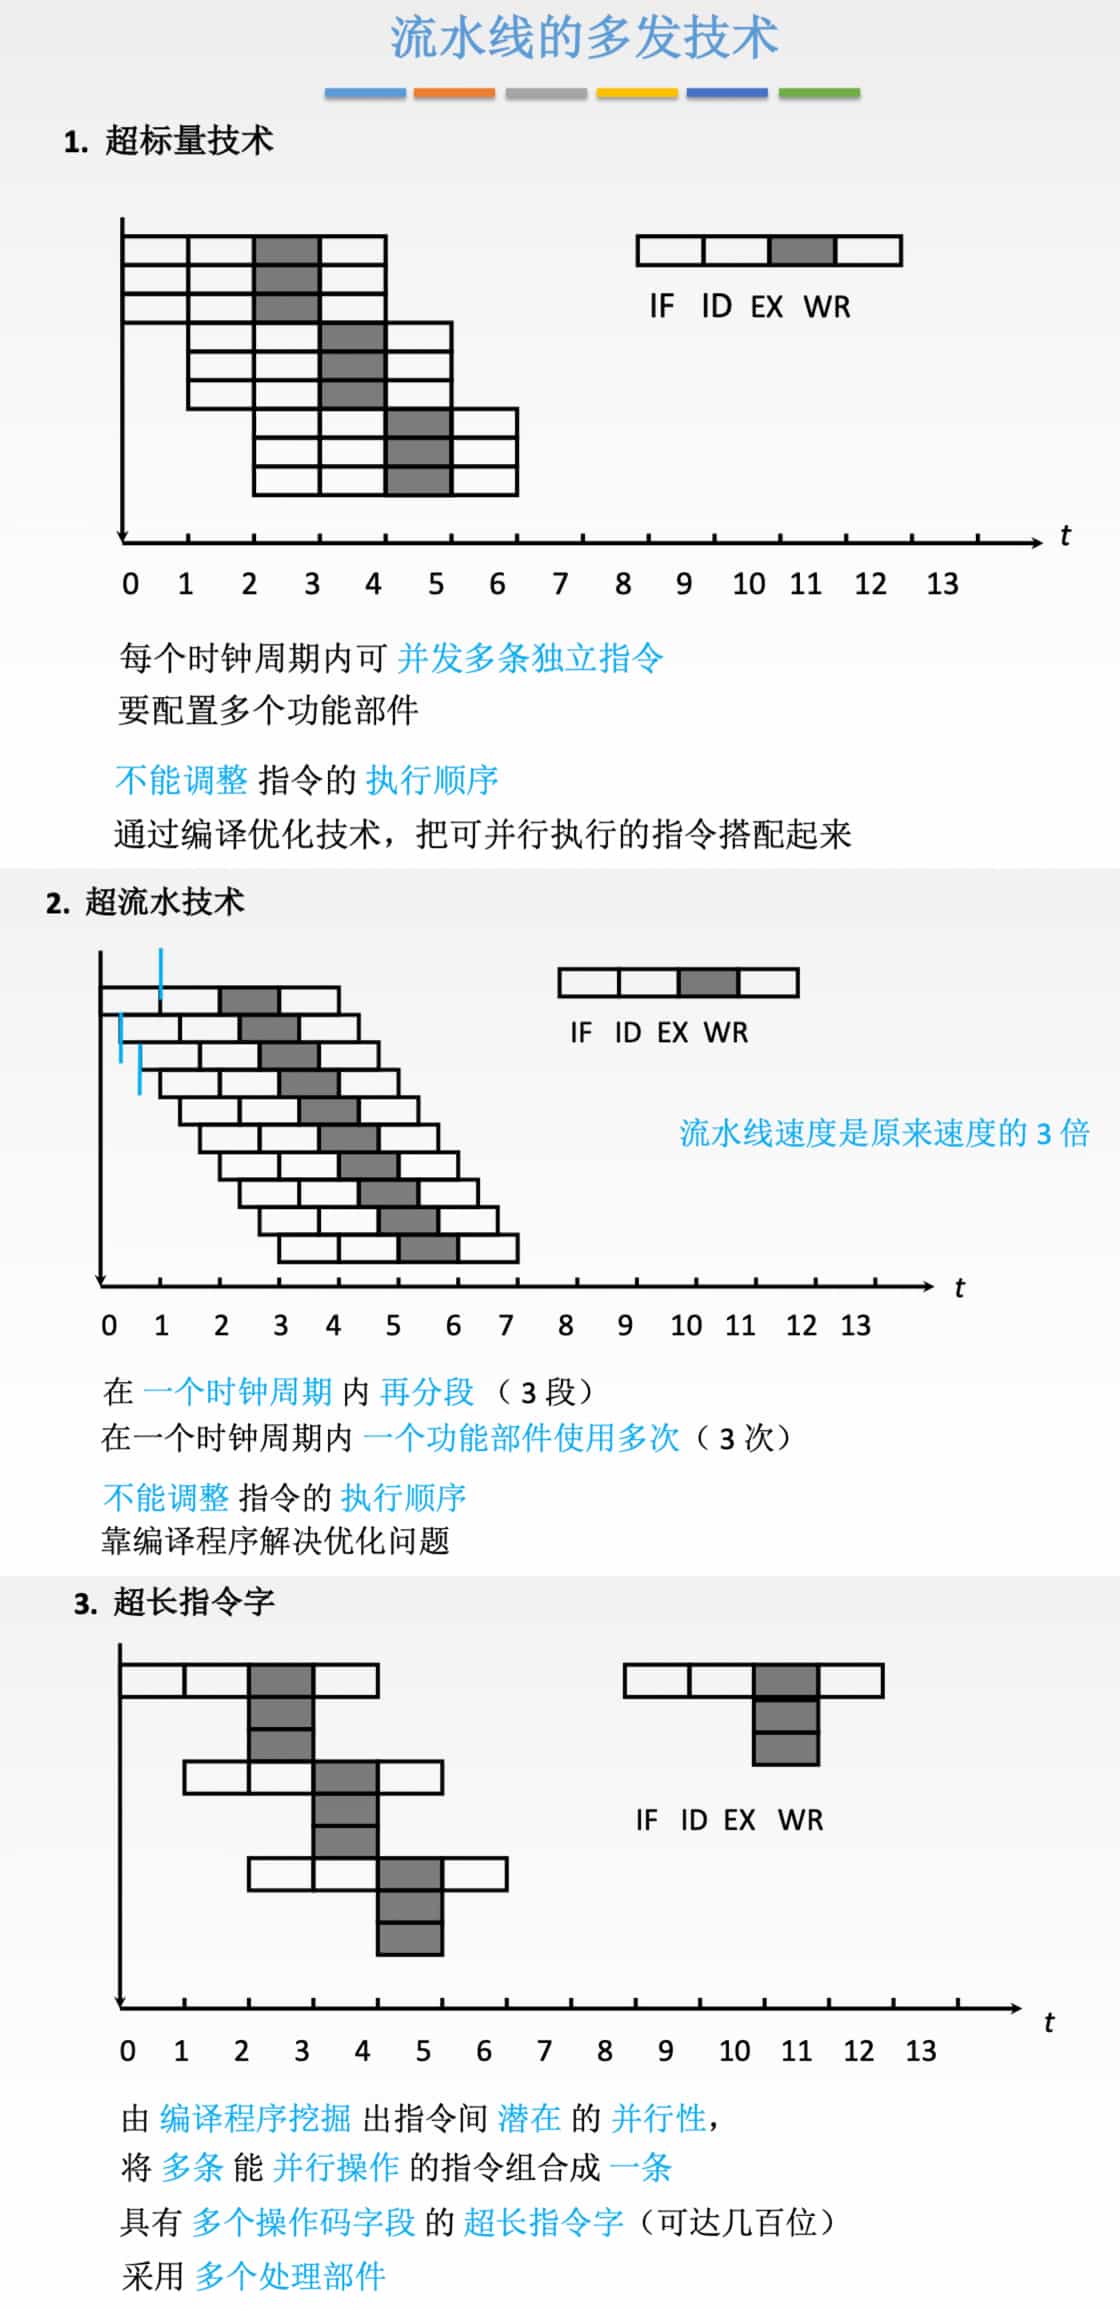 流水线的多发技术
1. 超标量技术
IF ID EX WR
t
0 1 2 3 4 5 6 7 8 9 10 11 12 13
每个时钟周期内可 并发多条独立指令
要配置多个功能部件
不能调整 指令的 执行顺序
通过编译优化技术，把可并行执行的指令搭配起来
2. 超流水技术
IF ID EX WR
流水线速度是原来速度的 3 倍
t
0 1 2 3 4 5 6 7 8 9 10 11 12 13
在 一个时钟周期 内 再分段 （ 3 段）
在一个时钟周期内 一个功能部件使用多次（ 3 次）
不能调整 指令的 执行顺序
靠编译程序解决优化问题
3. 超长指令字
IF ID EX WR
t
0 1 2 3 4 5 6 7 8 9 10 11 12 13
由 编译程序挖掘 出指令间 潜在 的 并行性，
将 多条 能 并行操作 的指令组合成 一条
具有 多个操作码字段 的 超长指令字（可达几百位）
采用 多个处理部件